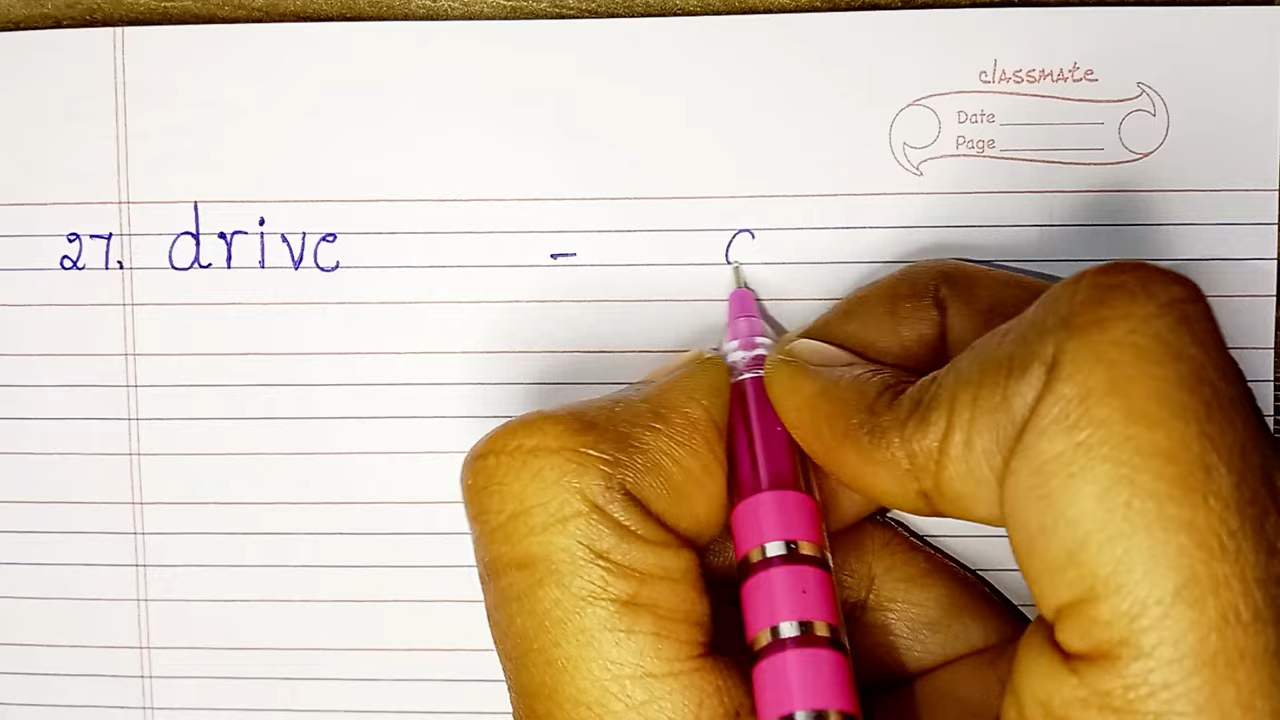 classmate
Date
Page
27. drive -